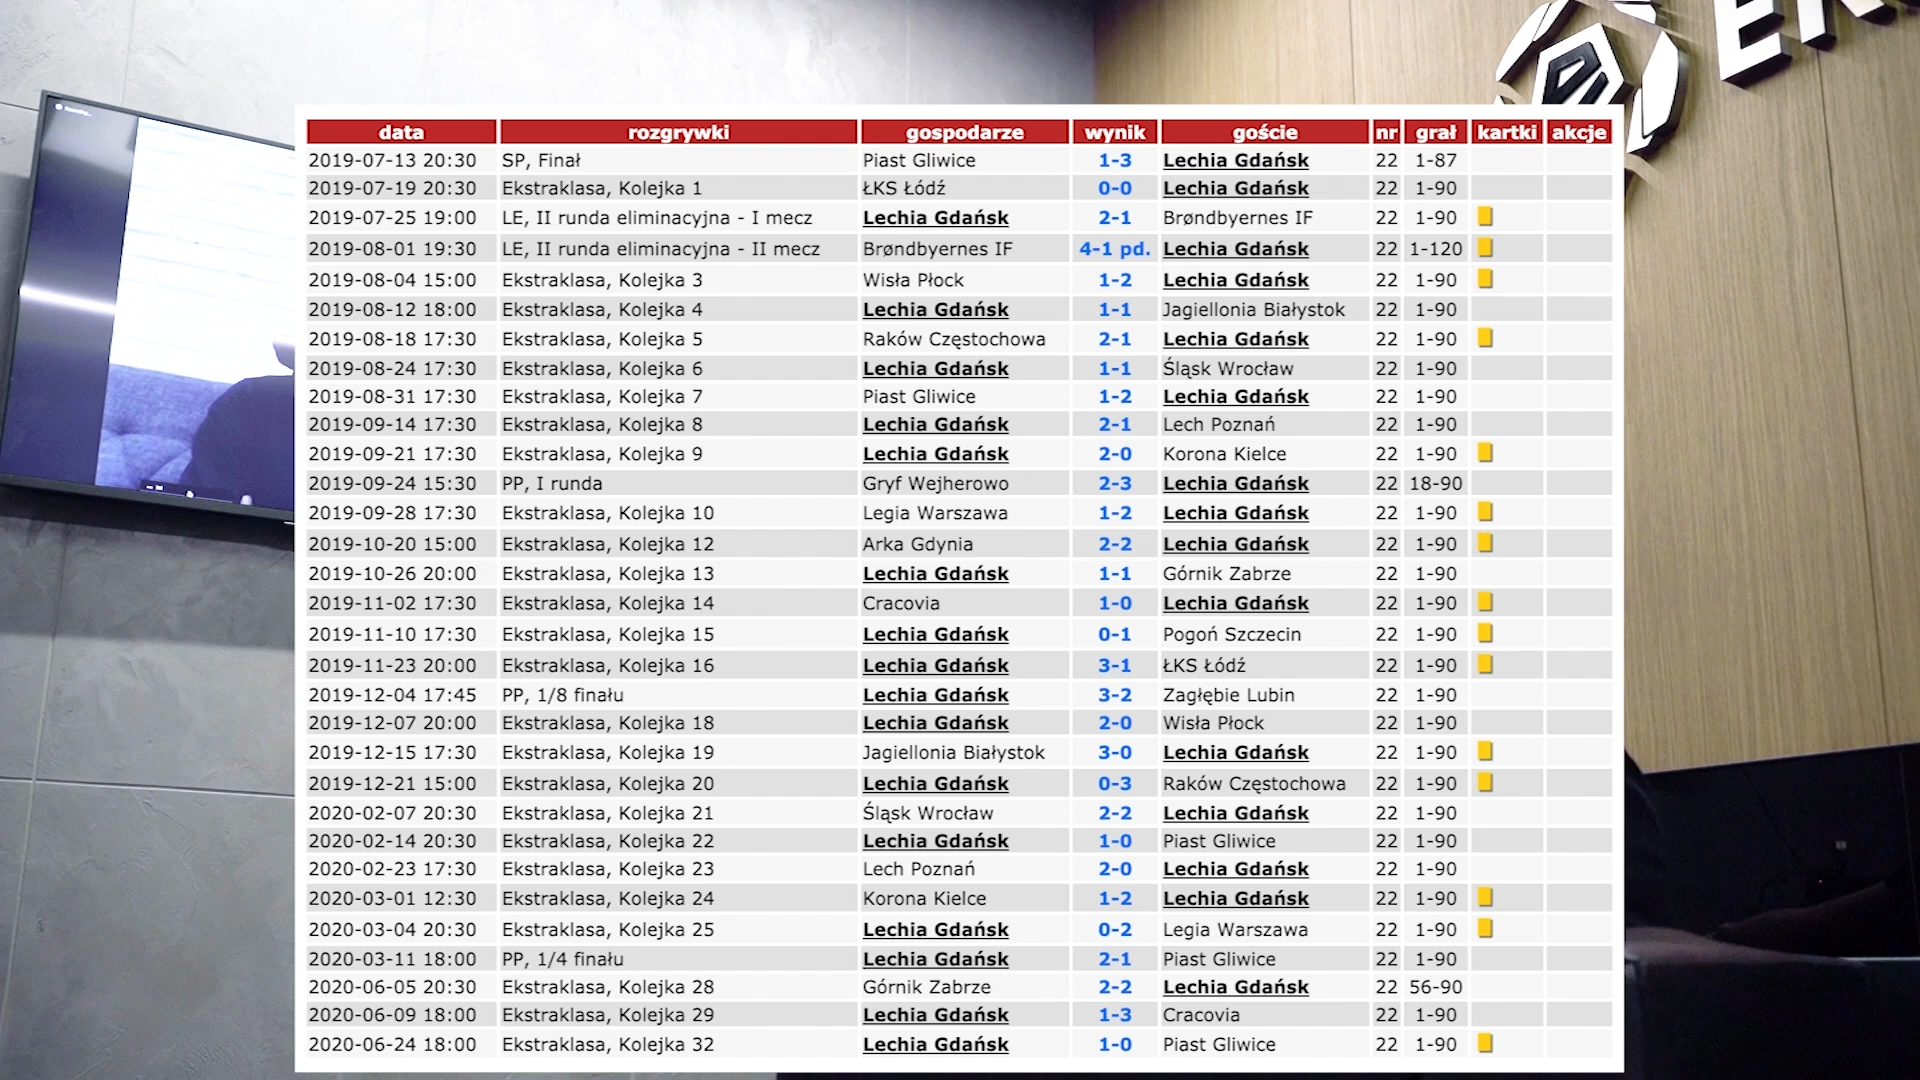 data rozgrywki gospodarze wynik goście nr grał kartki akcje
2019-07-13 20:30 SP, Finał Piast Gliwice 1-3 Lechia Gdańsk 22 1-87
2019-07-19 20:30 Ekstraklasa, Kolejka 1 ŁKS Łódź 0-0 Lechia Gdańsk 22 1-90
2019-07-25 19:00 LE, II runda eliminacyjna - I mecz Lechia Gdańsk 2-1 Brøndbyernes IF 22 1-90
2019-08-01 19:30 LE, II runda eliminacyjna - II mecz Brøndbyernes IF 4-1 pd. Lechia Gdańsk 22 1-120
2019-08-04 15:00 Ekstraklasa, Kolejka 3 Wisła Płock 1-2 Lechia Gdańsk 22 1-90
2019-08-12 18:00 Ekstraklasa, Kolejka 4 Lechia Gdańsk 1-1 Jagiellonia Białystok 22 1-90
2019-08-18 17:30 Ekstraklasa, Kolejka 5 Raków Częstochowa 2-1 Lechia Gdańsk 22 1-90
2019-08-24 17:30 Ekstraklasa, Kolejka 6 Lechia Gdańsk 1-1 Śląsk Wrocław 22 1-90
2019-08-31 17:30 Ekstraklasa, Kolejka 7 Piast Gliwice 1-2 Lechia Gdańsk 22 1-90
2019-09-14 17:30 Ekstraklasa, Kolejka 8 Lechia Gdańsk 2-1 Lech Poznań 22 1-90
2019-09-21 17:30 Ekstraklasa, Kolejka 9 Lechia Gdańsk 2-0 Korona Kielce 22 1-90
2019-09-24 15:30 PP, I runda Gryf Wejherowo 2-3 Lechia Gdańsk 22 18-90
2019-09-28 17:30 Ekstraklasa, Kolejka 10 Legia Warszawa 1-2 Lechia Gdańsk 22 1-90
2019-10-20 15:00 Ekstraklasa, Kolejka 12 Arka Gdynia 2-2 Lechia Gdańsk 22 1-90
2019-10-26 20:00 Ekstraklasa, Kolejka 13 Lechia Gdańsk 1-1 Górnik Zabrze 22 1-90
2019-11-02 17:30 Ekstraklasa, Kolejka 14 Cracovia 1-0 Lechia Gdańsk 22 1-90
2019-11-10 17:30 Ekstraklasa, Kolejka 15 Lechia Gdańsk 0-1 Pogoń Szczecin 22 1-90
2019-11-23 20:00 Ekstraklasa, Kolejka 16 Lechia Gdańsk 3-1 ŁKS Łódź 22 1-90
2019-12-04 17:45 PP, 1/8 finału Lechia Gdańsk 3-2 Zagłębie Lubin 22 1-90
2019-12-07 20:00 Ekstraklasa, Kolejka 18 Lechia Gdańsk 2-0 Wisła Płock 22 1-90
2019-12-15 17:30 Ekstraklasa, Kolejka 19 Jagiellonia Białystok 3-0 Lechia Gdańsk 22 1-90
2019-12-21 15:00 Ekstraklasa, Kolejka 20 Lechia Gdańsk 0-3 Raków Częstochowa 22 1-90
2020-02-07 20:30 Ekstraklasa, Kolejka 21 Śląsk Wrocław 2-2 Lechia Gdańsk 22 1-90
2020-02-14 20:30 Ekstraklasa, Kolejka 22 Lechia Gdańsk 1-0 Piast Gliwice 22 1-90
2020-02-23 17:30 Ekstraklasa, Kolejka 23 Lech Poznań 2-0 Lechia Gdańsk 22 1-90
2020-03-01 12:30 Ekstraklasa, Kolejka 24 Korona Kielce 1-2 Lechia Gdańsk 22 1-90
2020-03-04 20:30 Ekstraklasa, Kolejka 25 Lechia Gdańsk 0-2 Legia Warszawa 22 1-90
2020-03-11 18:00 PP, 1/4 finału Lechia Gdańsk 2-1 Piast Gliwice 22 1-90
2020-06-05 20:30 Ekstraklasa, Kolejka 28 Górnik Zabrze 2-2 Lechia Gdańsk 22 56-90
2020-06-09 18:00 Ekstraklasa, Kolejka 29 Lechia Gdańsk 1-3 Cracovia 22 1-90
2020-06-24 18:00 Ekstraklasa, Kolejka 32 Lechia Gdańsk 1-0 Piast Gliwice 22 1-90